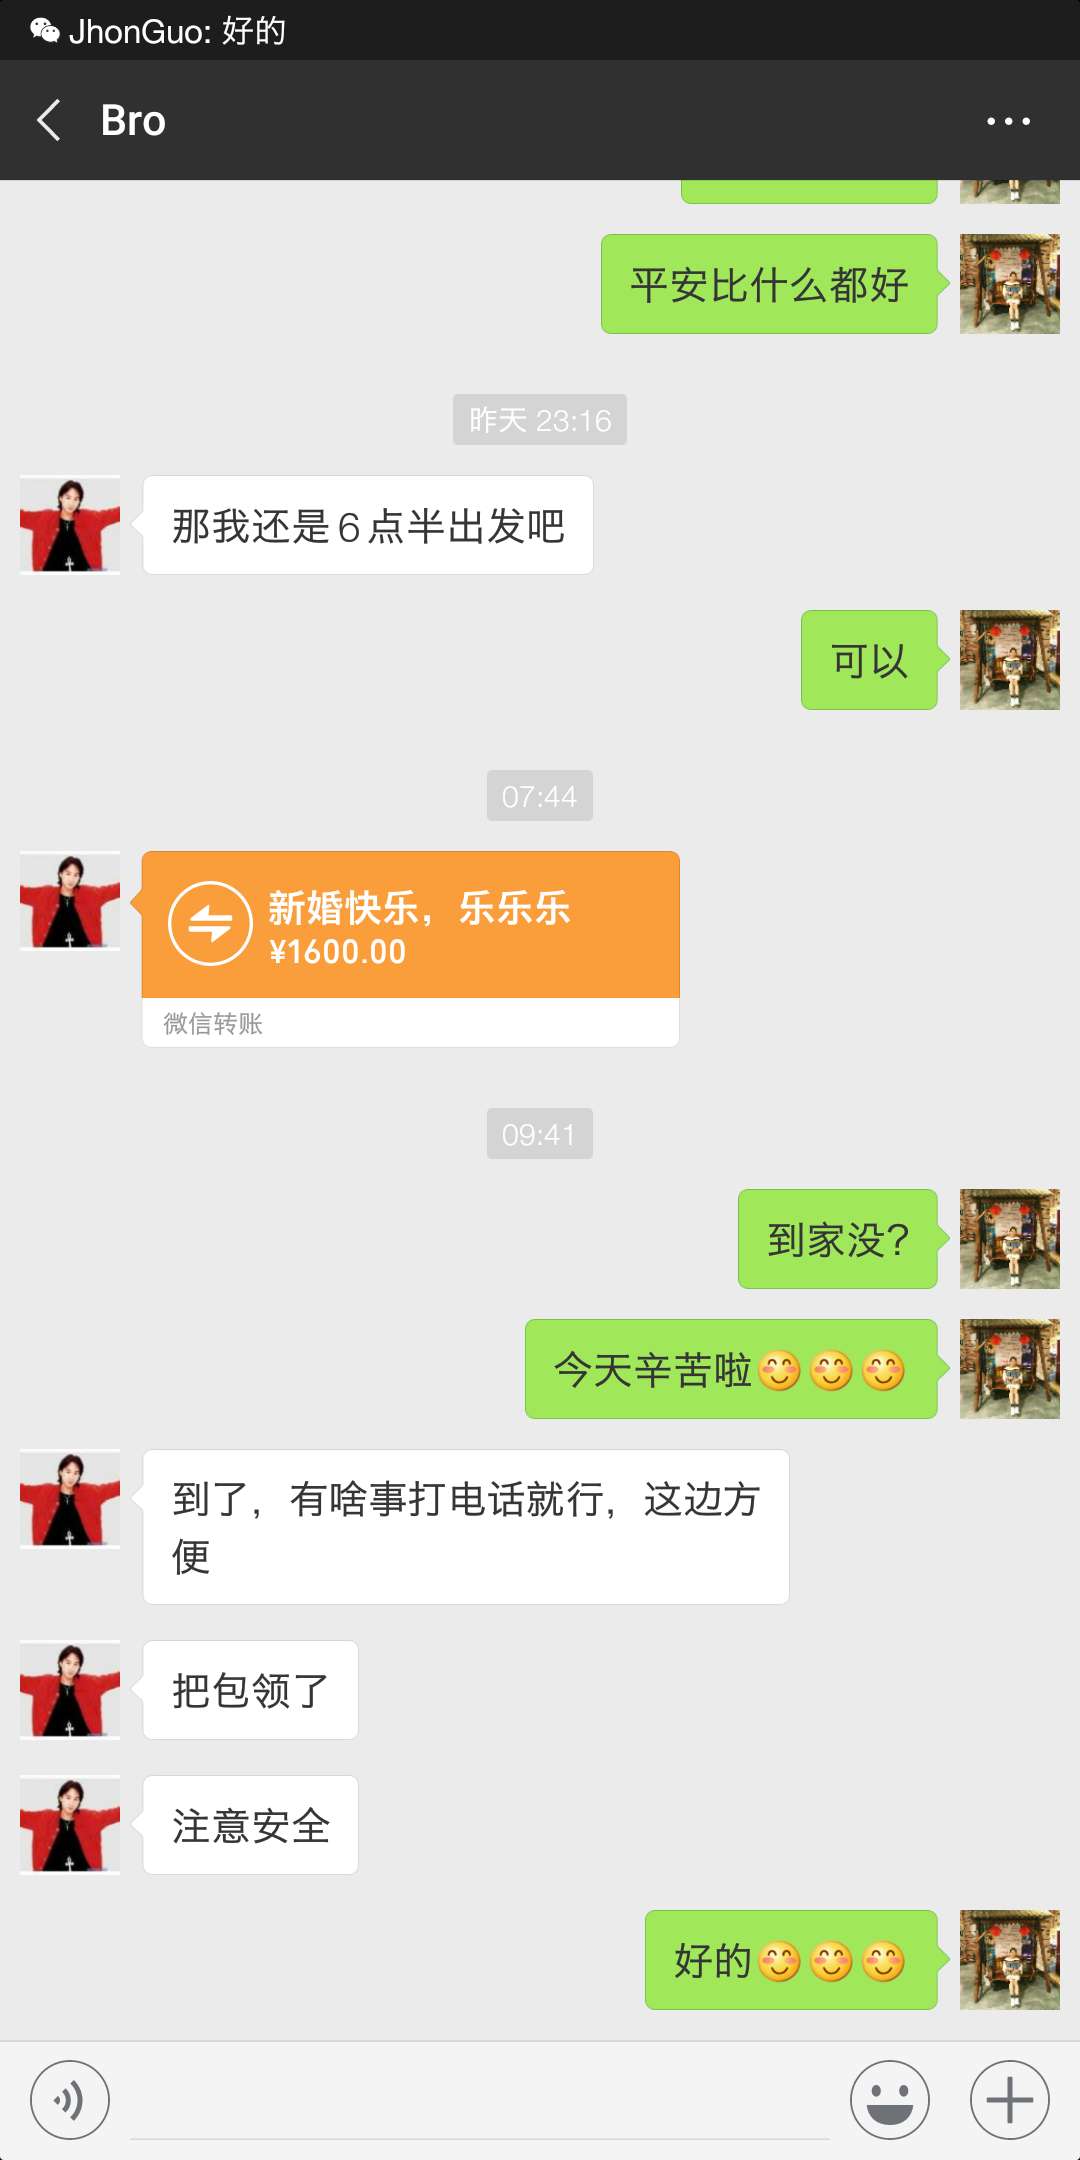 JhonGuo: 好的
Bro
平安比什么都好
昨天 23:16
那我还是6点半出发吧
可以
07:44
新婚快乐，乐乐乐
¥1600.00
微信转账
09:41
到家没?
今天辛苦啦😊😊😊
到了，有啥事打电话就行，这边方
便
把包领了
注意安全
好的😊😊😊